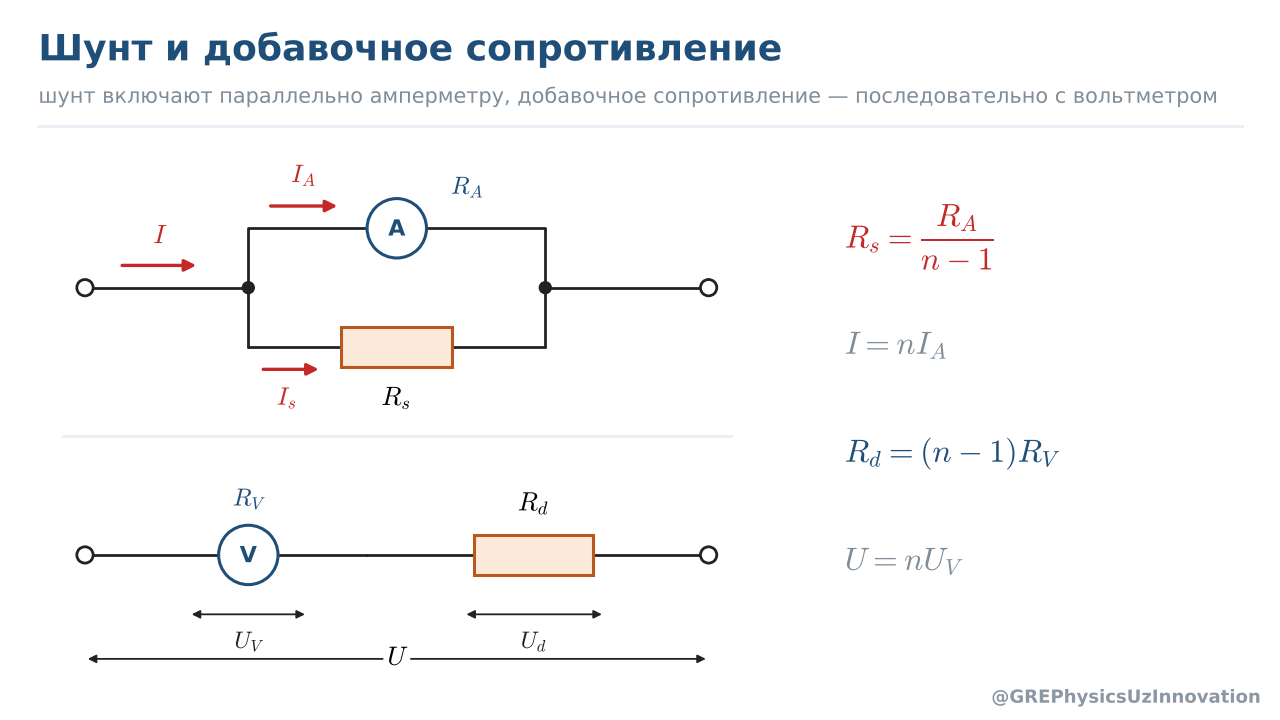 Шунт и добавочное сопротивление
шунт включают параллельно амперметру, добавочное сопротивление — последовательно с вольтметром
I_A
R_A
I
A
I_s
R_s
R_s = R_A / (n − 1)
I = nI_A
R_d = (n − 1)R_V
U = nU_V
R_V
R_d
V
U_V
U_d
U
@GREPhysicsUzInnovation